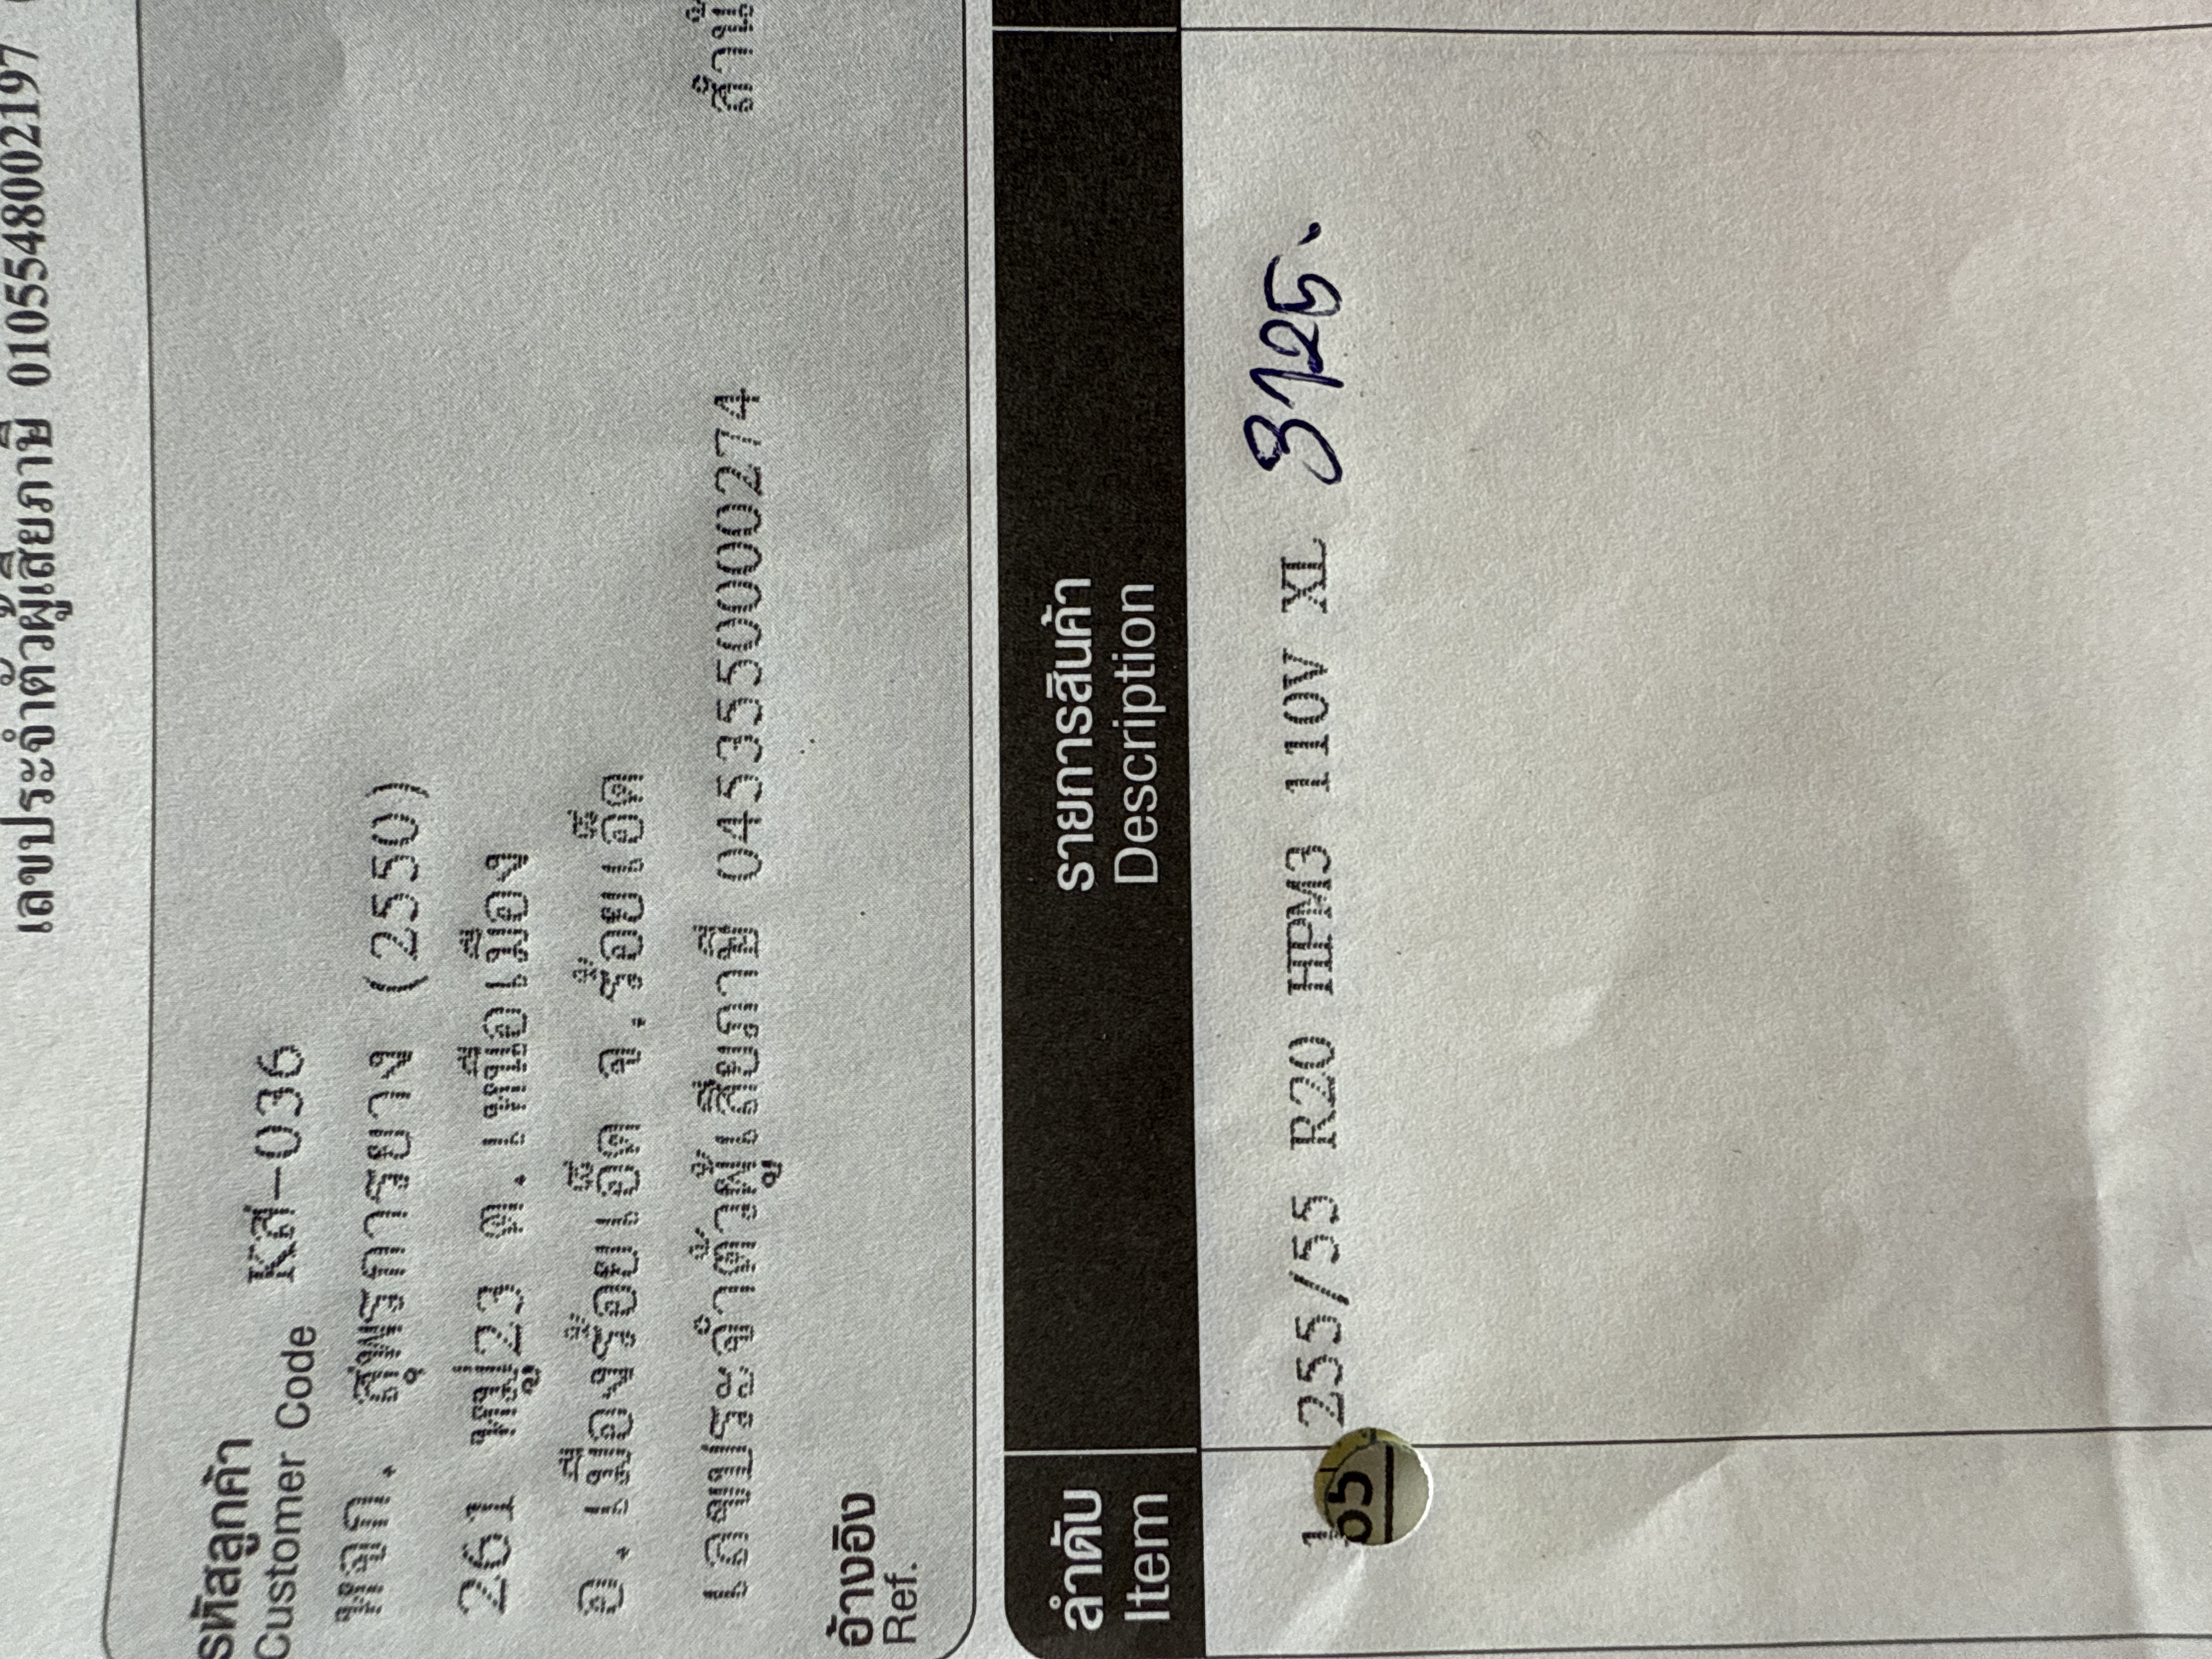 เลขประจำตัวผู้เสียภาษี 0105548002197
รหัสลูกค้า
Customer Code Kส-036
หจก. สุพรการยาง (2550)
261 หมู่23 ต.เหนือเมือง
อ.เมืองร้อยเอ็ด จ.ร้อยเอ็ด
เลขประจำตัวผู้เสียภาษี 0453550000274
อ้างอิง
Ref.
ลำดับ รายการสินค้า
Item Description
1 255/55 R20 HPM3 110V XL 3125
65